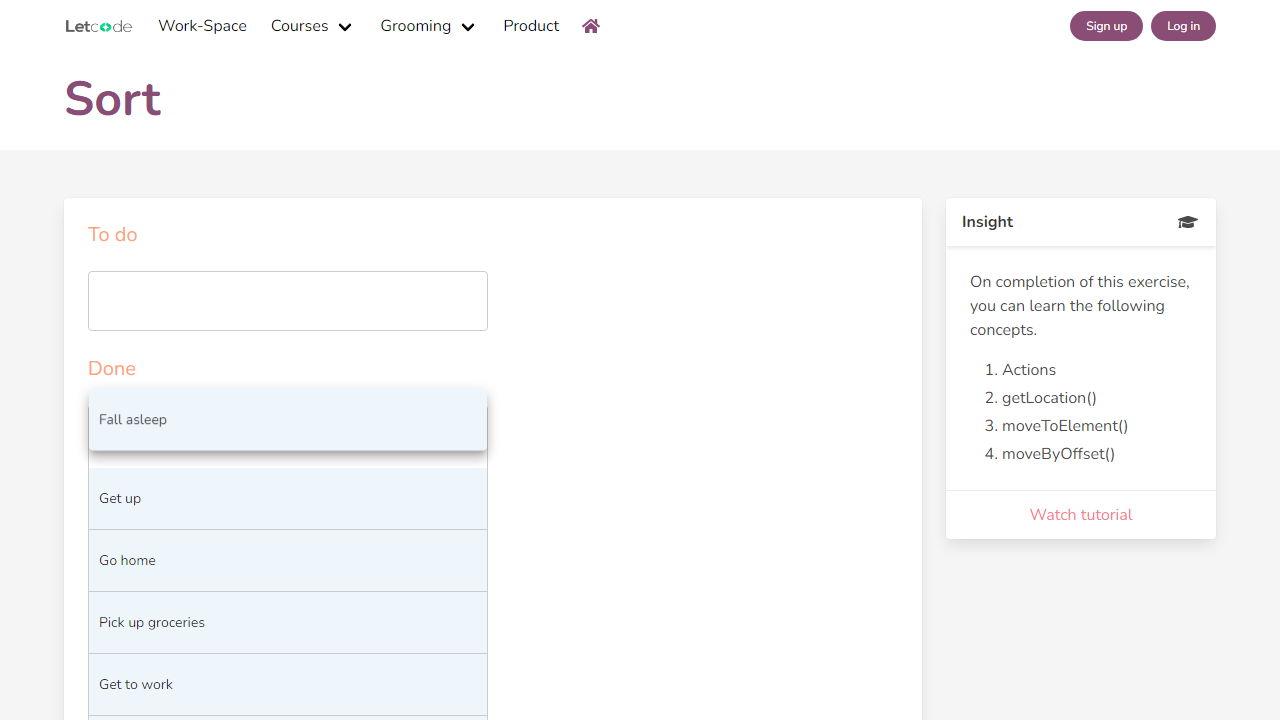 Letcode
Work-Space
Courses
Grooming
Product
Sign up
Log in
Sort
To do
Done
Fall asleep
Get up
Go home
Pick up groceries
Get to work
Insight
On completion of this exercise,
you can learn the following
concepts.
1. Actions
2. getLocation()
3. moveToElement()
4. moveByOffset()
Watch tutorial